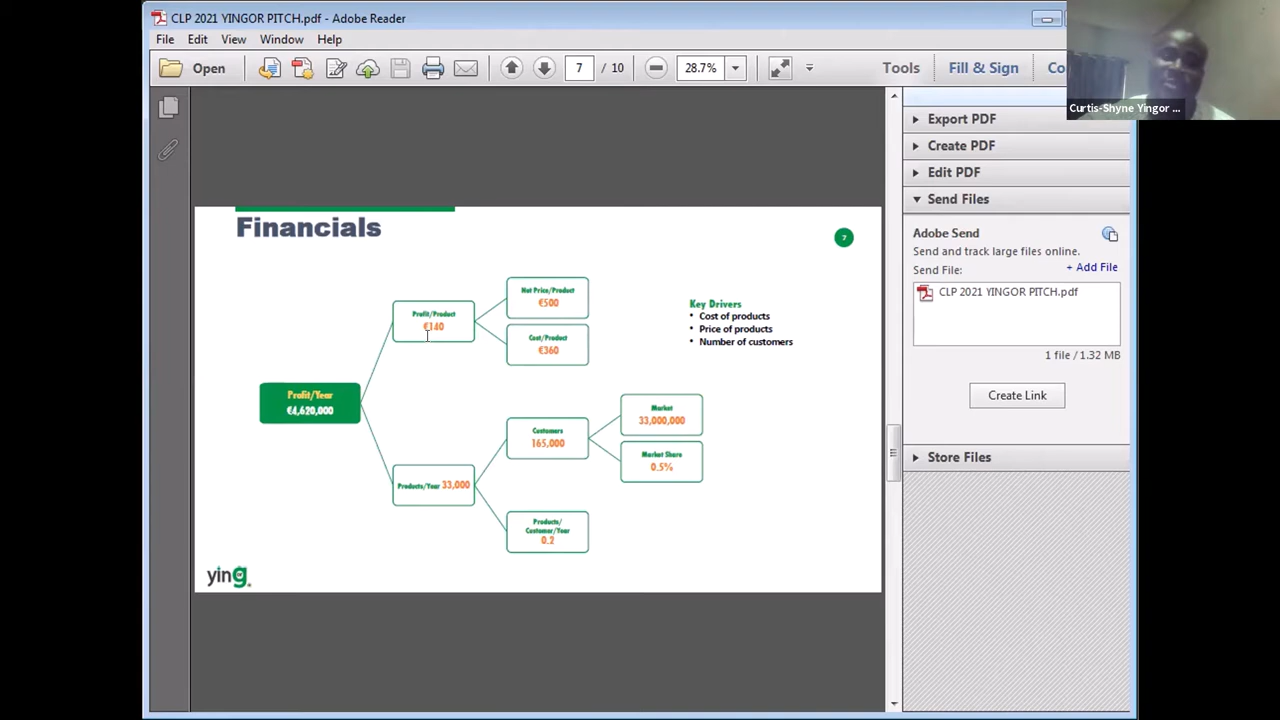 CLP 2021 YINGOR PITCH.pdf - Adobe Reader
File Edit View Window Help
Open 7 / 10 28.7% Tools Fill & Sign Co
Curtis-Shyne Yingor ...
Export PDF
Create PDF
Edit PDF
Send Files
Adobe Send
Send and track large files online.
Send File:
+ Add File
CLP 2021 YINGOR PITCH.pdf
1 file / 1.32 MB
Create Link
Store Files
Financials
7
Net Price/Product
€500
Profit/Product
€140
Cost/Product
€360
Key Drivers
• Cost of products
• Price of products
• Number of customers
Profit/Year
€4,620,000
Market
33,000,000
Customers
165,000
Market Share
0.5%
Products/Year 33,000
Products/
Customer/Year
0.2
ying